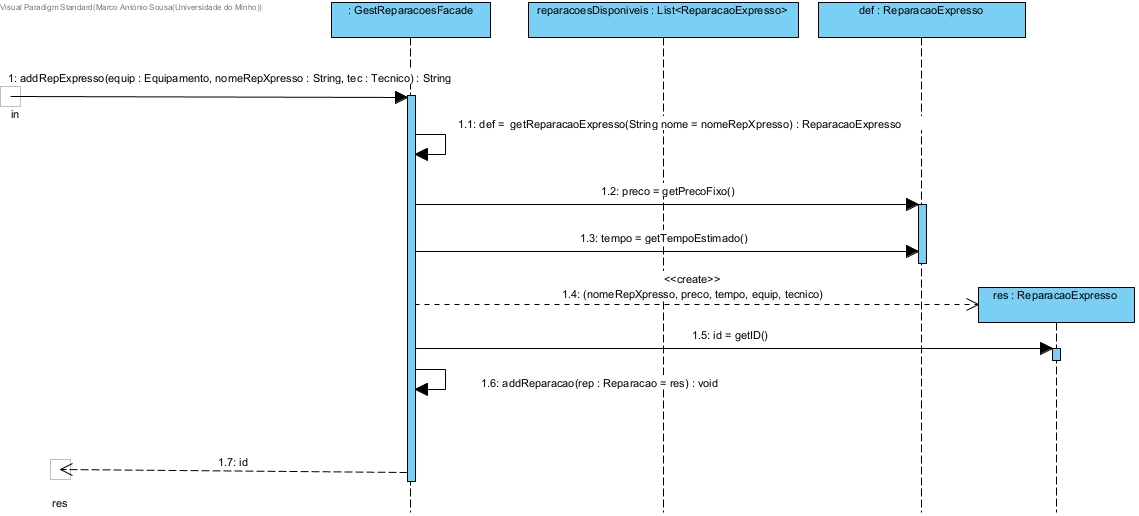 Visual Paradigm Standard(Marco António Sousa(Universidade do Minho))
: GestReparacoesFacade
reparacoesDisponiveis : List<ReparacaoExpresso>
def : ReparacaoExpresso
1: addRepExpresso(equip : Equipamento, nomeRepXpresso : String, tec : Tecnico) : String
in
1.1: def = getReparacaoExpresso(String nome = nomeRepXpresso) : ReparacaoExpresso
1.2: preco = getPrecoFixo()
1.3: tempo = getTempoEstimado()
<<create>>
1.4: (nomeRepXpresso, preco, tempo, equip, tecnico)
res : ReparacaoExpresso
1.5: id = getID()
1.6: addReparacao(rep : Reparacao = res) : void
1.7: id
res